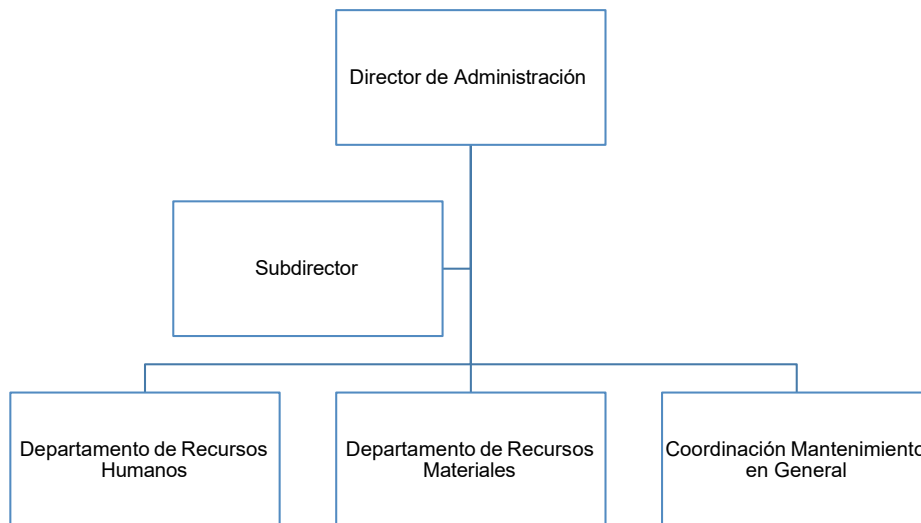 Director de Administración
Subdirector
Departamento de Recursos
Humanos
Departamento de Recursos
Materiales
Coordinación Mantenimiento
en General